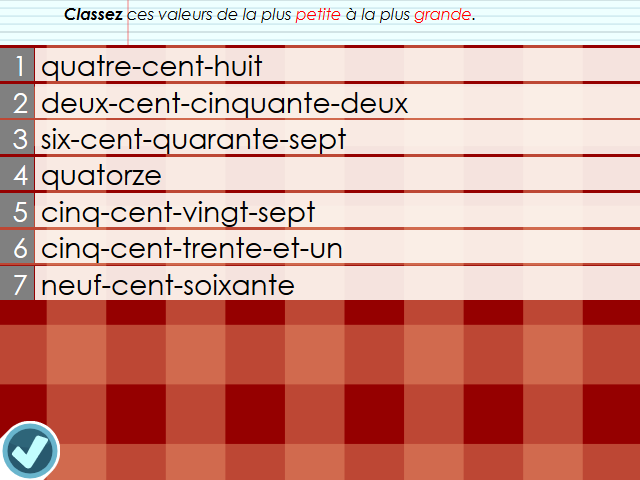 Classez ces valeurs de la plus petite à la plus grande.
1 quatre-cent-huit
2 deux-cent-cinquante-deux
3 six-cent-quarante-sept
4 quatorze
5 cinq-cent-vingt-sept
6 cinq-cent-trente-et-un
7 neuf-cent-soixante